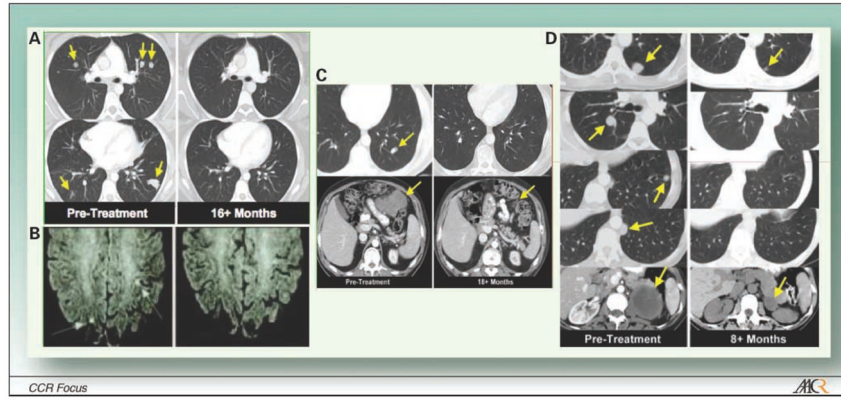 A
Pre-Treatment
16+ Months
B
C
Pre-Treatment
18+ Months
D
Pre-Treatment
8+ Months
CCR Focus
AACR